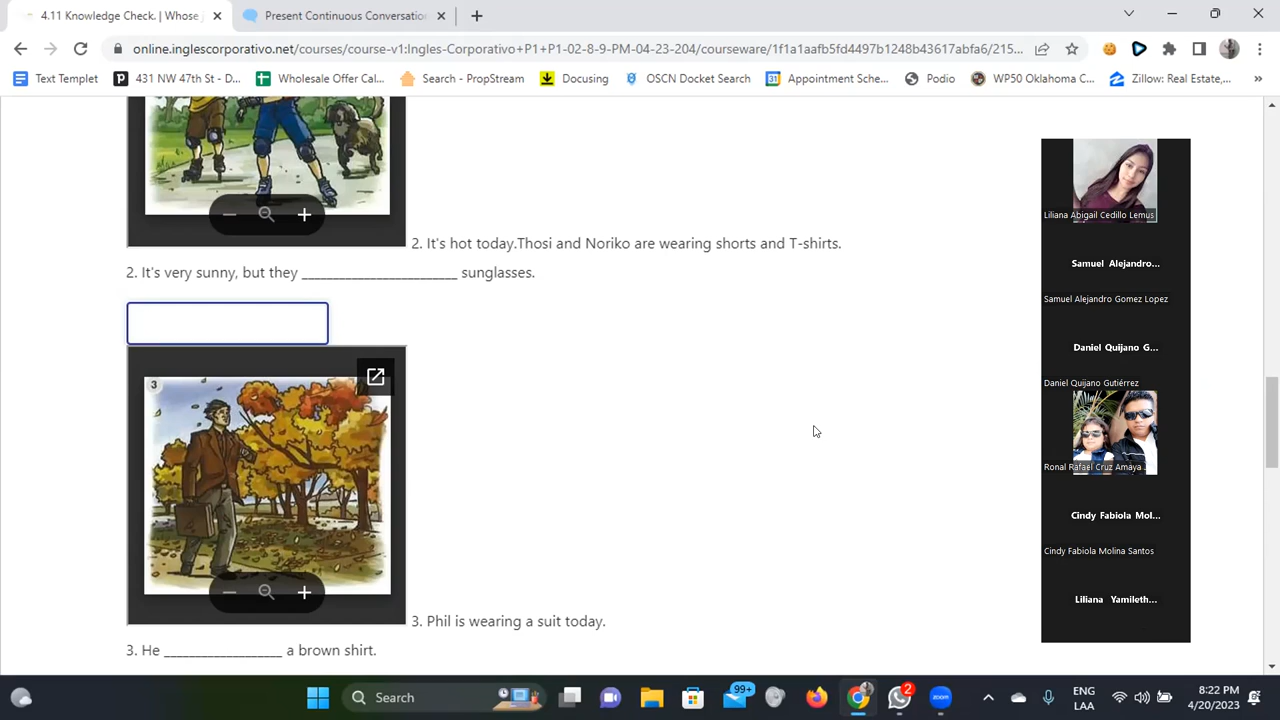 4.11 Knowledge Check. | Whose j
Present Continuous Conversation
online.inglescorporativo.net/courses/course-v1:Ingles-Corporativo+P1+P1-02-8-9-PM-04-23-204/courseware/1f1a1aafb5fd4497b1248b43617abfa6/215...
Text Templet
431 NW 47th St - D...
Wholesale Offer Cal...
Search - PropStream
Docusing
OSCN Docket Search
Appointment Sche...
Podio
WP50 Oklahoma C...
Zillow: Real Estate,...
2. It's hot today.Thosi and Noriko are wearing shorts and T-shirts.
2. It's very sunny, but they ________________________ sunglasses.
3
3. Phil is wearing a suit today.
3. He __________________ a brown shirt.
Liliana Abigail Cedillo Lemus
Samuel Alejandro...
Samuel Alejandro Gomez Lopez
Daniel Quijano G...
Daniel Quijano Gutiérrez
Ronal Rafael Cruz Amaya
Cindy Fabiola Mol...
Cindy Fabiola Molina Santos
Liliana Yamileth...
Search
99+
2
zoom
ENG
LAA
8:22 PM
4/20/2023